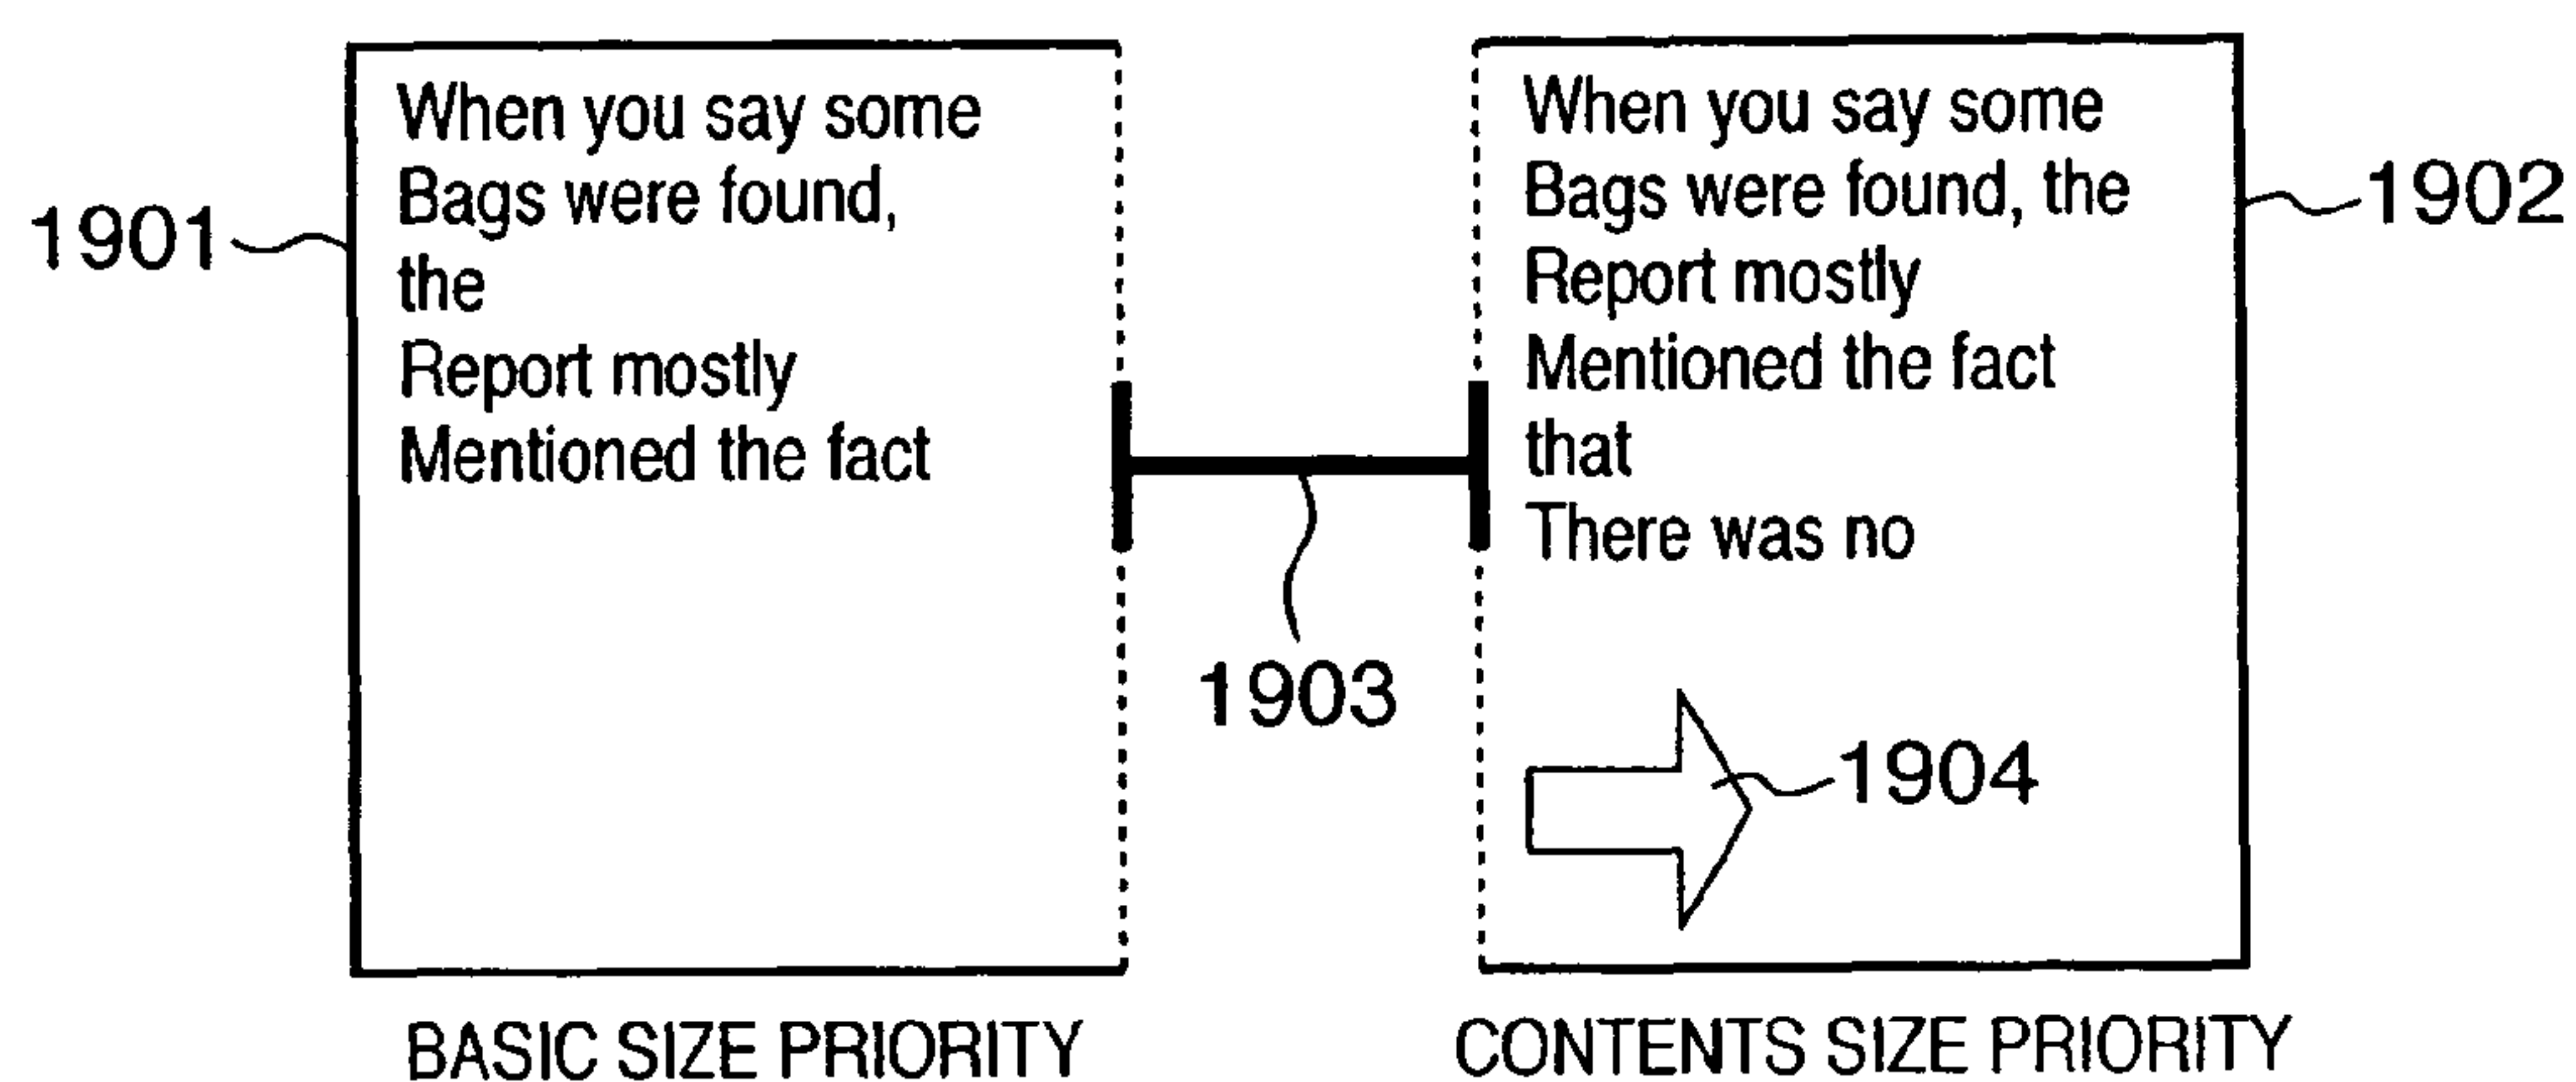 When you say some
Bags were found,
the
Report mostly
Mentioned the fact
1901
BASIC SIZE PRIORITY
1903
When you say some
Bags were found, the
Report mostly
Mentioned the fact
that
There was no
1902
1904
CONTENTS SIZE PRIORITY